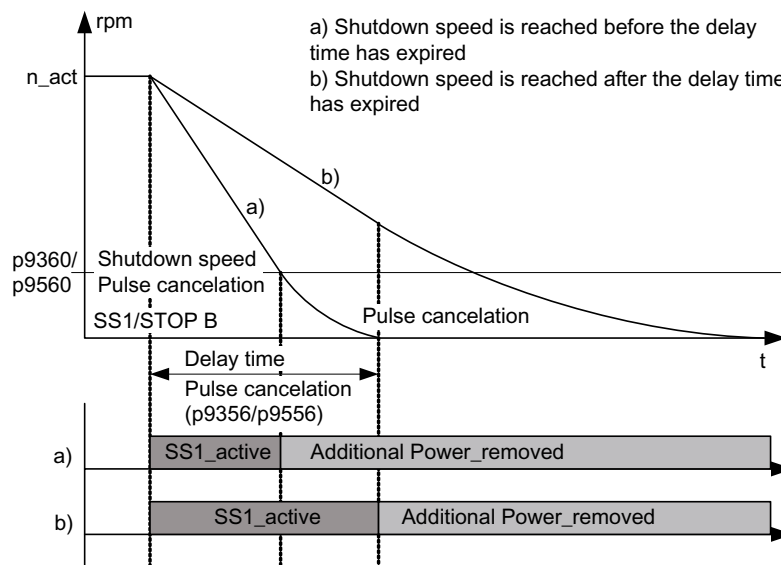 rpm
a) Shutdown speed is reached before the delay
time has expired
b) Shutdown speed is reached after the delay time
has expired
n_act
b)
a)
p9360/
p9560
Shutdown speed
Pulse cancelation
SS1/STOP B
Pulse cancelation
t
Delay time
Pulse cancelation
(p9356/p9556)
a)
SS1_active
Additional Power_removed
b)
SS1_active
Additional Power_removed